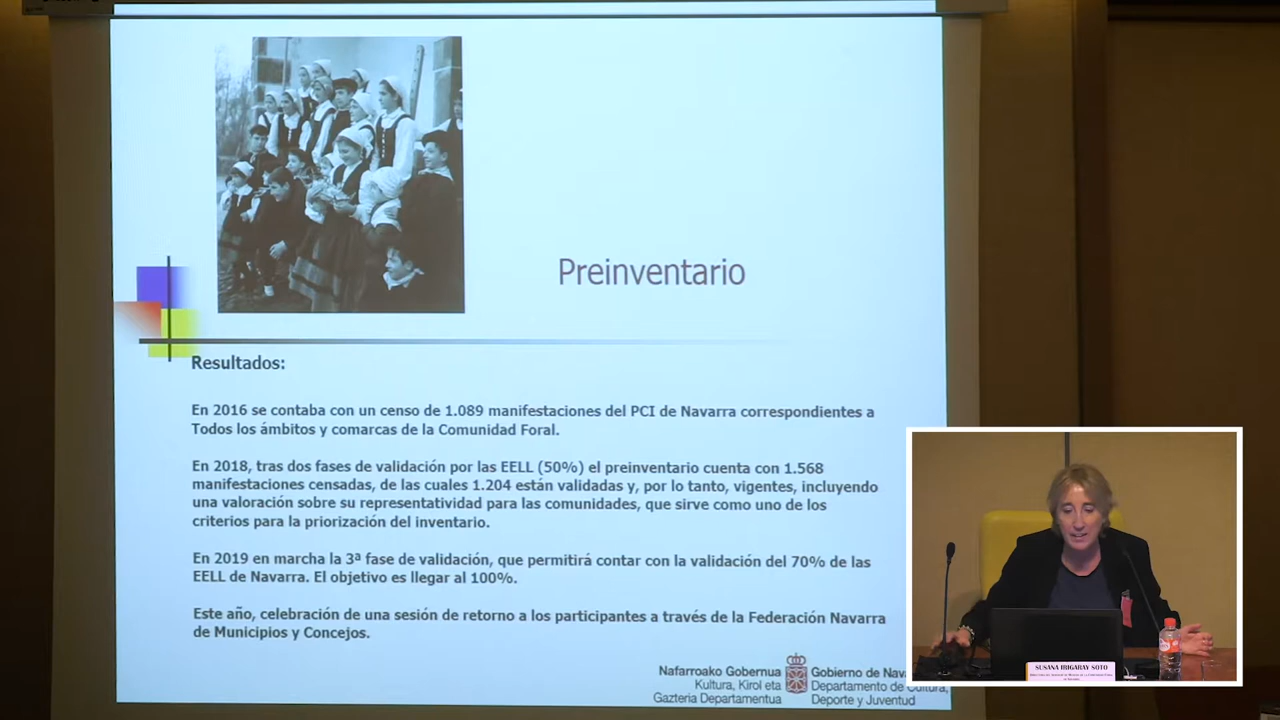 Preinventario
Resultados:
En 2016 se contaba con un censo de 1.089 manifestaciones del PCI de Navarra correspondientes a
Todos los ámbitos y comarcas de la Comunidad Foral.
En 2018, tras dos fases de validación por las EELL (50%) el preinventario cuenta con 1.568
manifestaciones censadas, de las cuales 1.204 están validadas y, por lo tanto, vigentes, incluyendo
una valoración sobre su representatividad para las comunidades, que sirve como uno de los
criterios para la priorización del inventario.
En 2019 en marcha la 3ª fase de validación, que permitirá contar con la validación del 70% de las
EELL de Navarra. El objetivo es llegar al 100%.
Este año, celebración de una sesión de retorno a los participantes a través de la Federación Navarra
de Municipios y Concejos.
Nafarroako Gobernua
Kultura, Kirol eta
Gazteria Departamentua
Gobierno de Nava
Departamento de Cultura,
Deporte y Juventud
SUSANA IRIGARAY SOTO